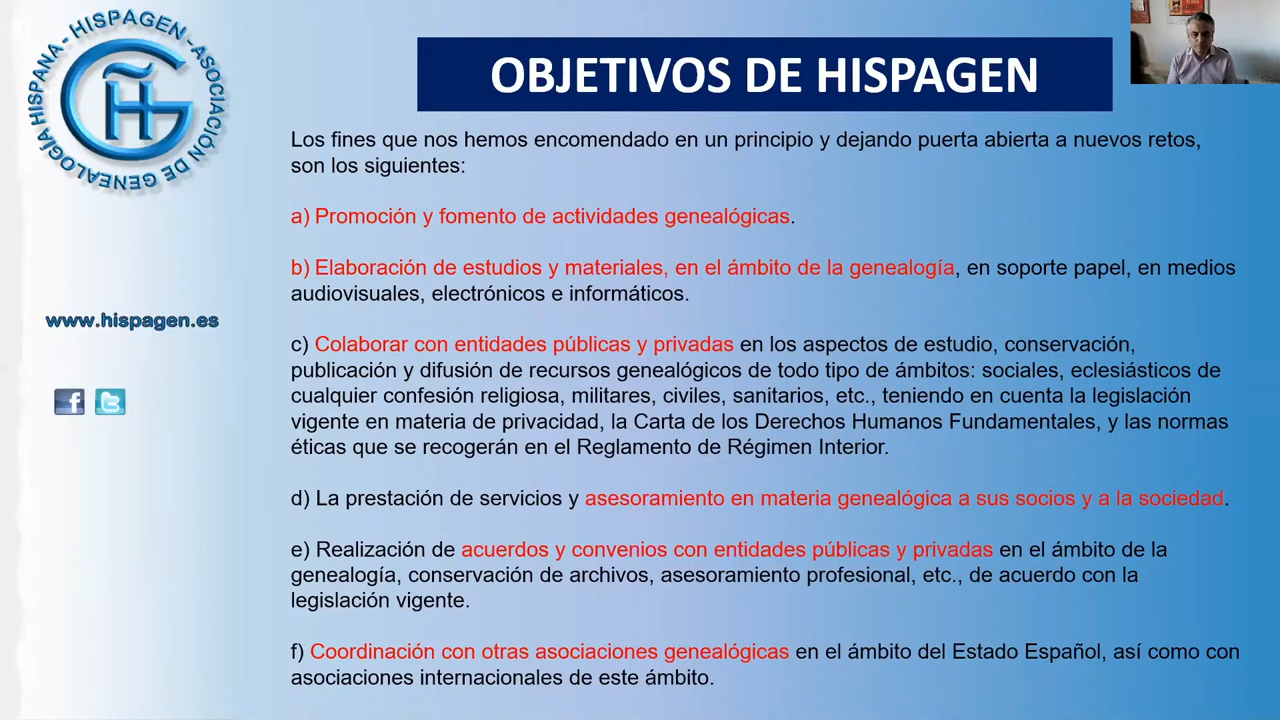 HISPAGEN - ASOCIACIÓN DE GENEALOGÍA HISPANA -
OBJETIVOS DE HISPAGEN
Los fines que nos hemos encomendado en un principio y dejando puerta abierta a nuevos retos,
son los siguientes:
a) Promoción y fomento de actividades genealógicas.
b) Elaboración de estudios y materiales, en el ámbito de la genealogía, en soporte papel, en medios
audiovisuales, electrónicos e informáticos.
www.hispagen.es
c) Colaborar con entidades públicas y privadas en los aspectos de estudio, conservación,
publicación y difusión de recursos genealógicos de todo tipo de ámbitos: sociales, eclesiásticos de
cualquier confesión religiosa, militares, civiles, sanitarios, etc., teniendo en cuenta la legislación
vigente en materia de privacidad, la Carta de los Derechos Humanos Fundamentales, y las normas
éticas que se recogerán en el Reglamento de Régimen Interior.
d) La prestación de servicios y asesoramiento en materia genealógica a sus socios y a la sociedad.
e) Realización de acuerdos y convenios con entidades públicas y privadas en el ámbito de la
genealogía, conservación de archivos, asesoramiento profesional, etc., de acuerdo con la
legislación vigente.
f) Coordinación con otras asociaciones genealógicas en el ámbito del Estado Español, así como con
asociaciones internacionales de este ámbito.